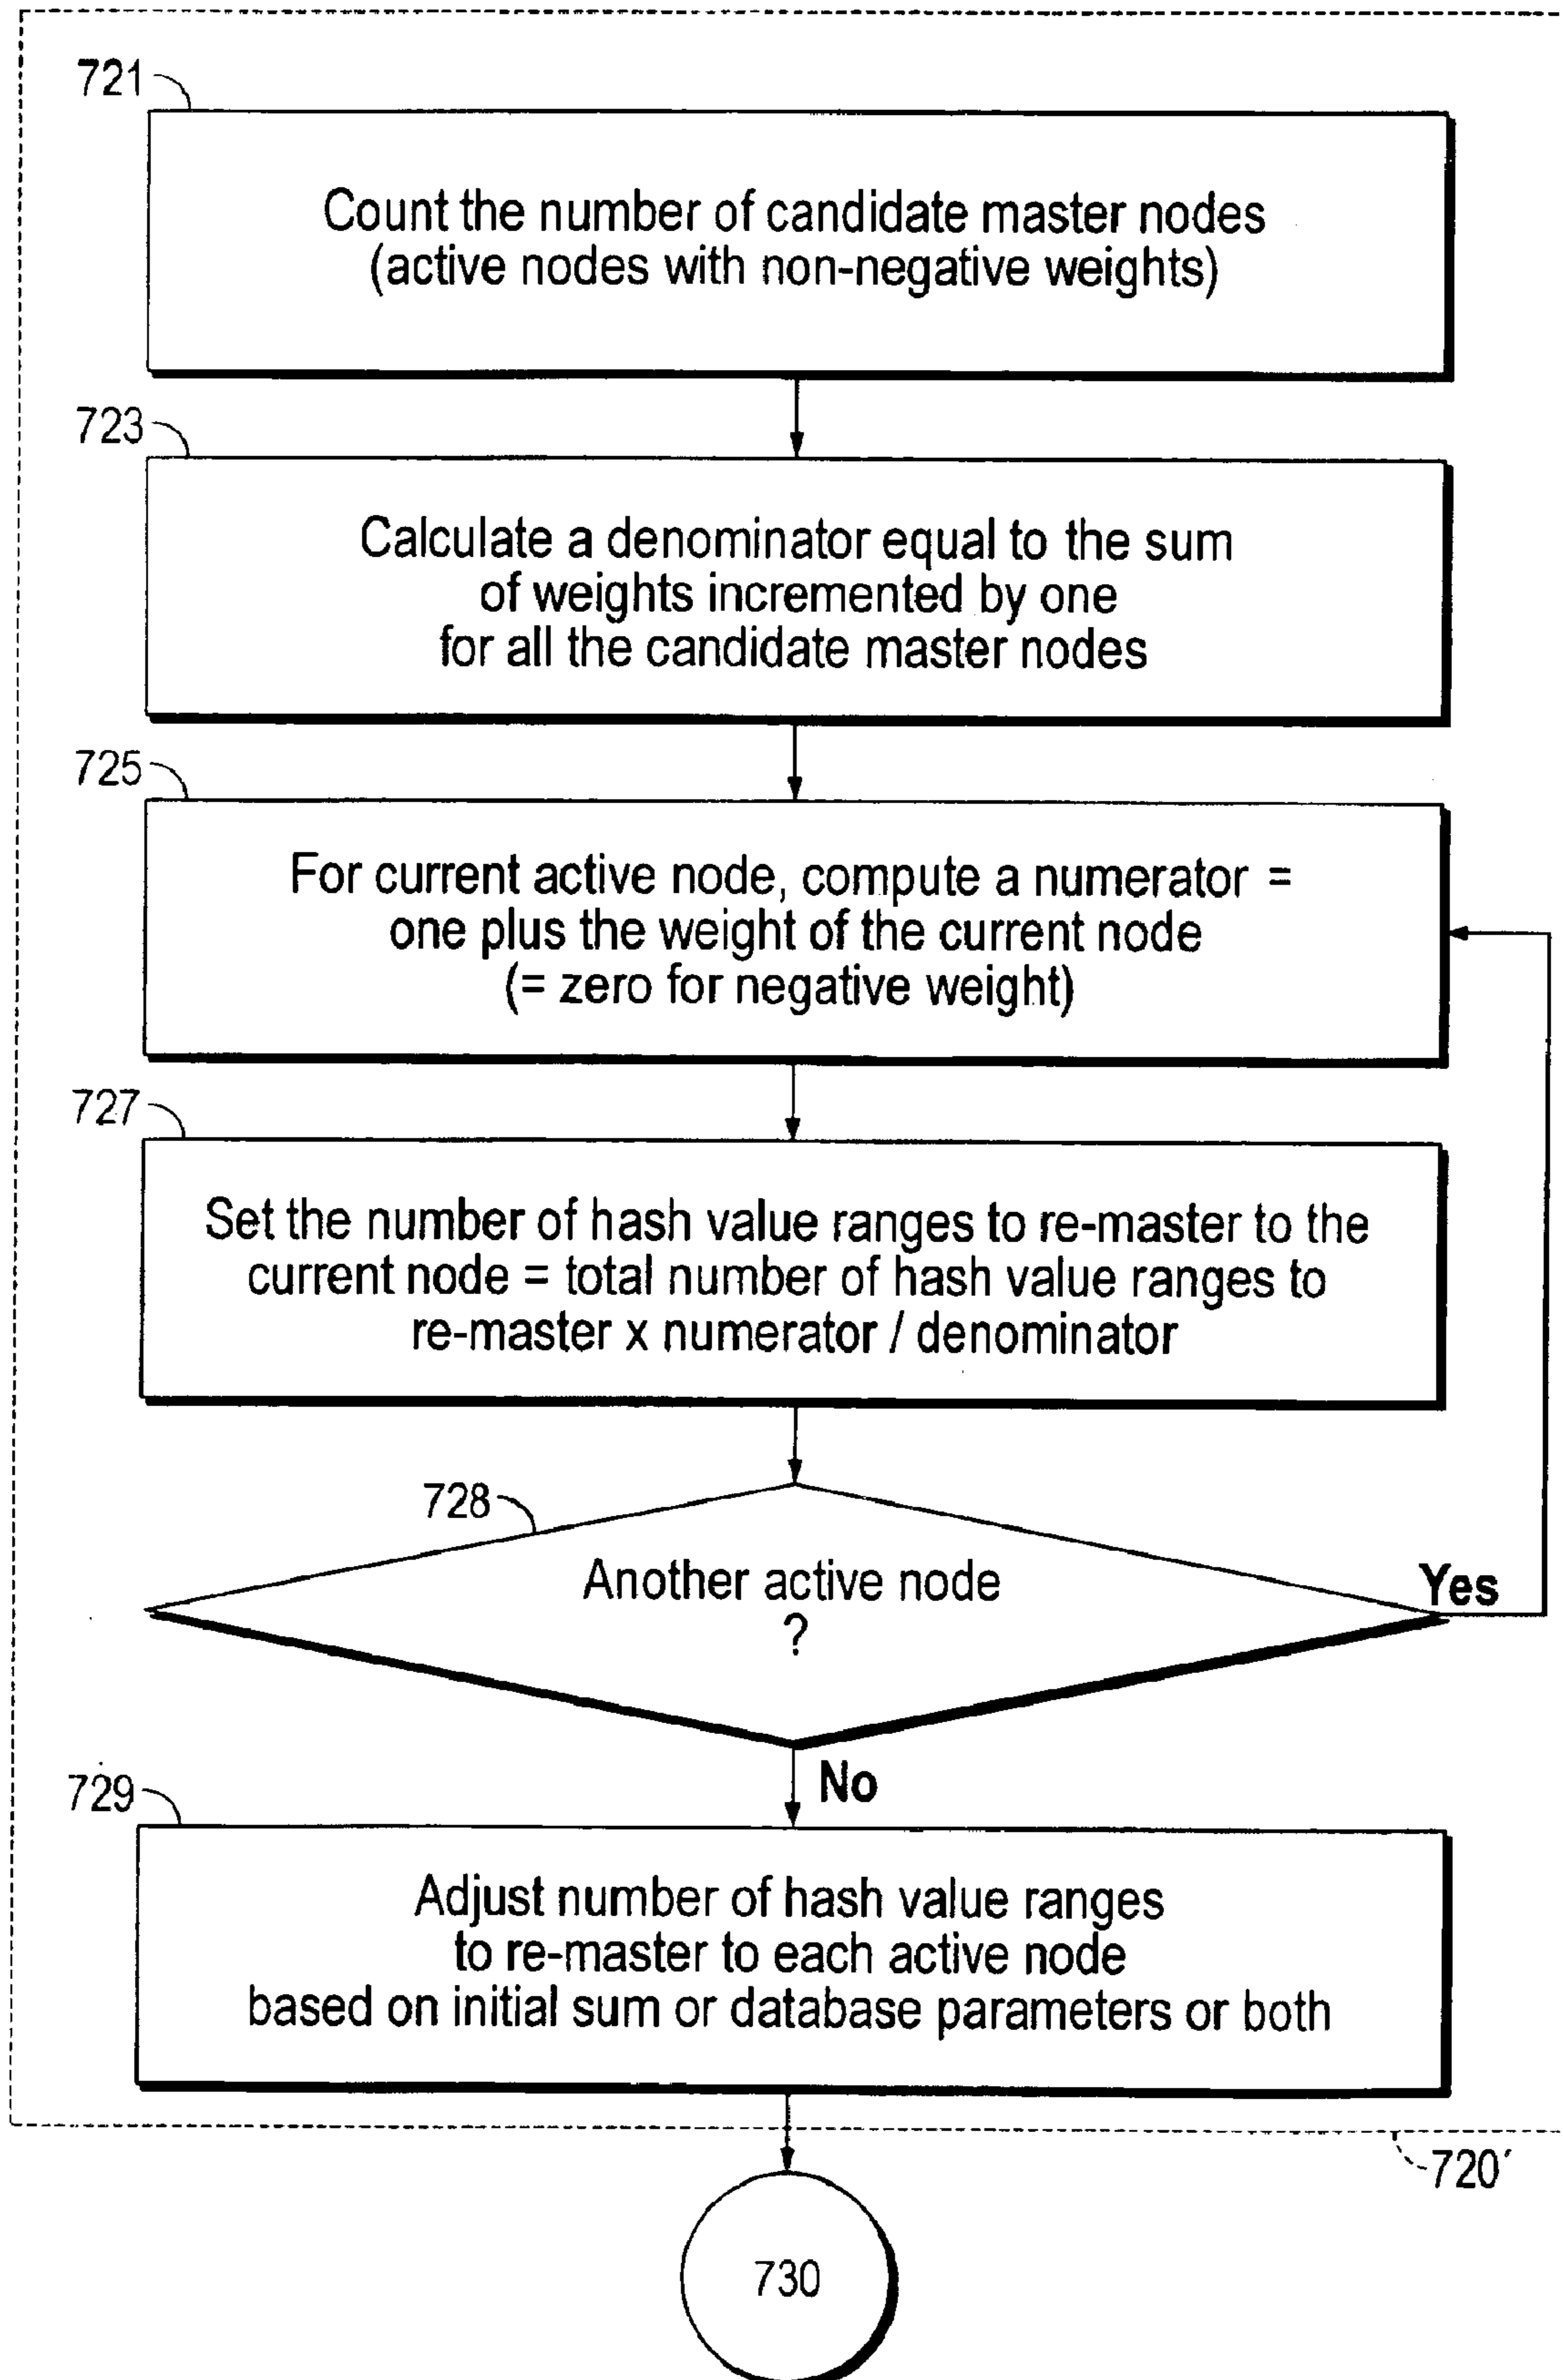 721
Count the number of candidate master nodes
(active nodes with non-negative weights)
723
Calculate a denominator equal to the sum
of weights incremented by one
for all the candidate master nodes
725
For current active node, compute a numerator =
one plus the weight of the current node
(= zero for negative weight)
727
Set the number of hash value ranges to re-master to the
current node = total number of hash value ranges to
re-master x numerator / denominator
728
Another active node
?
Yes
No
729
Adjust number of hash value ranges
to re-master to each active node
based on initial sum or database parameters or both
720′
730